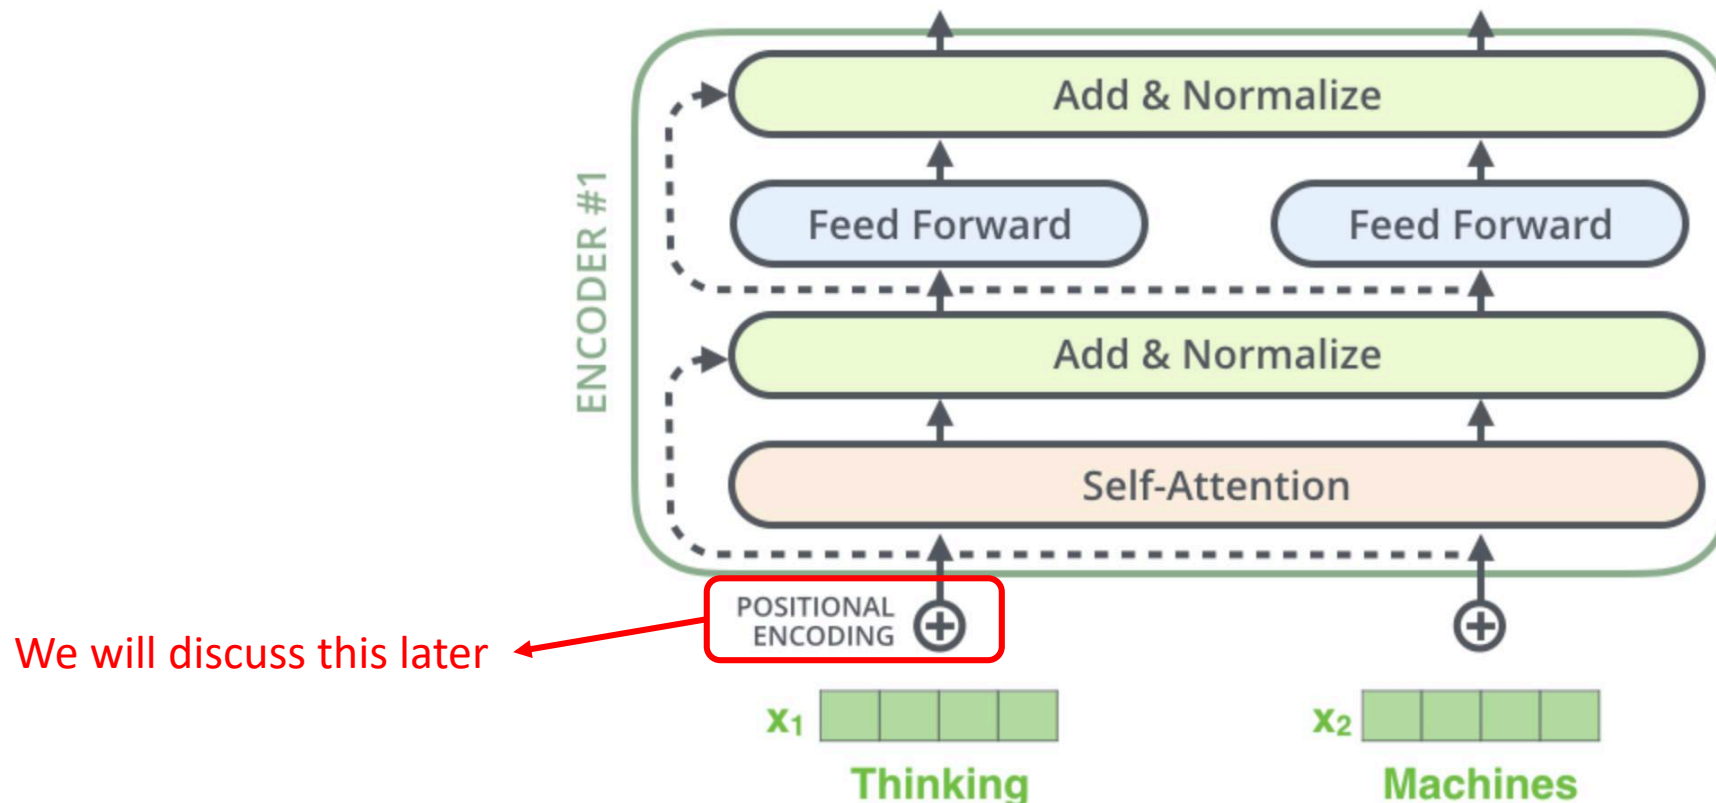 Add & Normalize
Feed Forward
Feed Forward
ENCODER #1
Add & Normalize
Self-Attention
POSITIONAL
ENCODING
We will discuss this later
x1
x2
Thinking
Machines